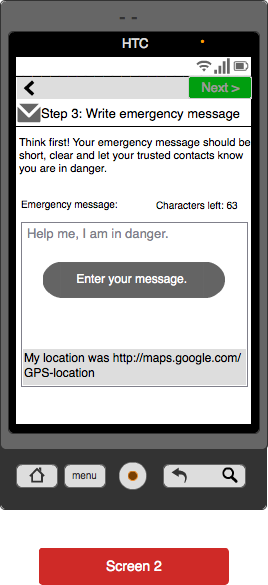 HTC
Next >
Step 3: Write emergency message
Think first! Your emergency message should be
short, clear and let your trusted contacts know
you are in danger.
Emergency message:
Characters left: 63
Help me, I am in danger.
Enter your message.
My location was http://maps.google.com/
GPS-location
menu
Screen 2